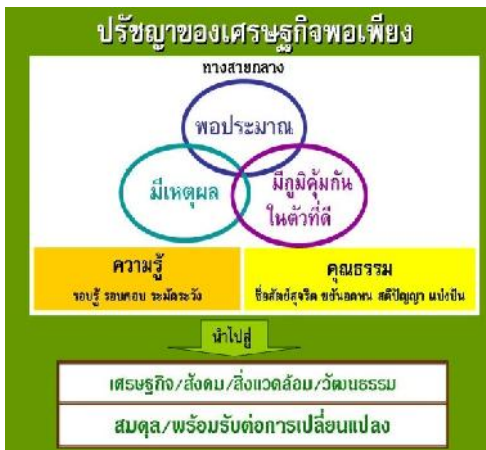 ปรัชญาของเศรษฐกิจพอเพียง
ทางสายกลาง
พอประมาณ
มีเหตุผล
มีภูมิคุ้มกัน
ในตัวที่ดี
ความรู้
รอบรู้ รอบคอบ ระมัดระวัง
คุณธรรม
ซื่อสัตย์สุจริต ขยันอดทน สติปัญญา แบ่งปัน
นำไปสู่
เศรษฐกิจ/สังคม/สิ่งแวดล้อม/วัฒนธรรม
สมดุล/พร้อมรับต่อการเปลี่ยนแปลง